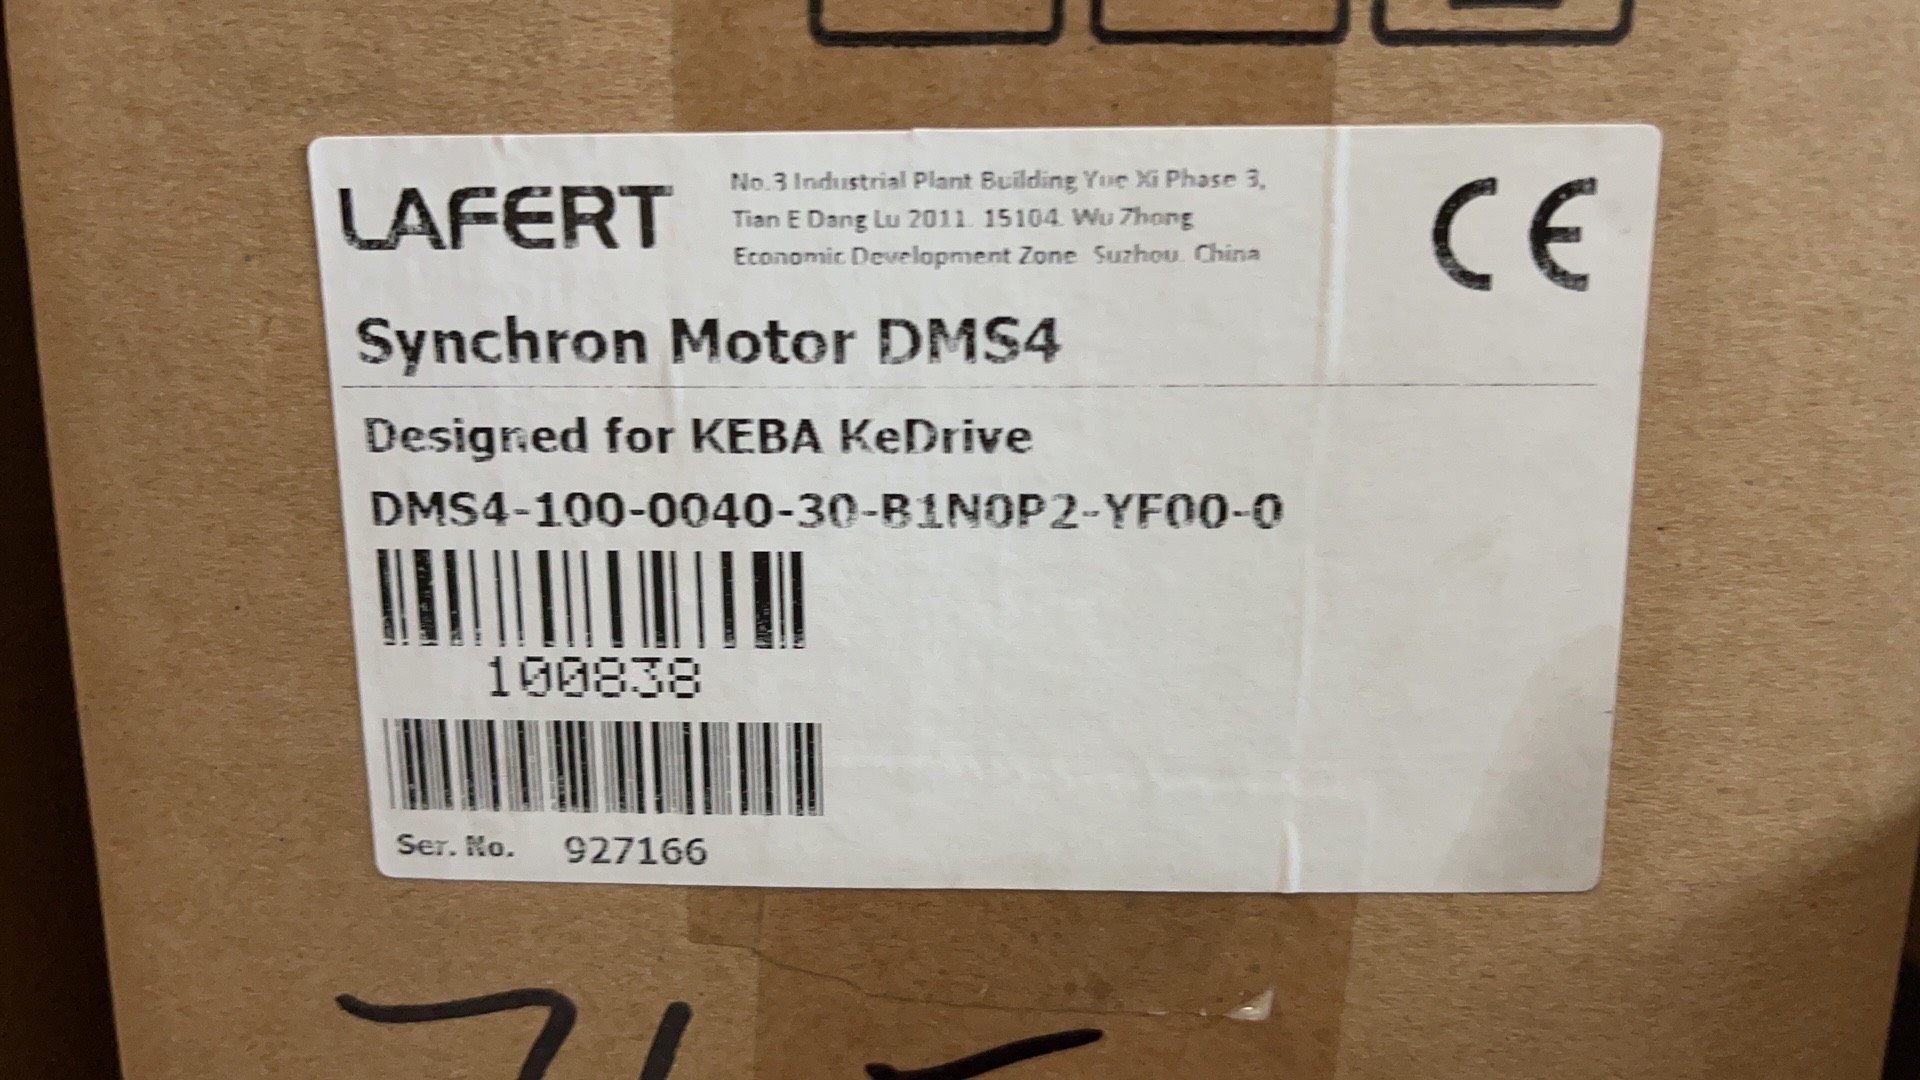 LAFERT
No.3 Industrial Plant Building Yue Xi Phase 3,
Tian E Dang Lu 2011. 15104. Wu Zhong
Economic Development Zone Suzhou. China
CE
Synchron Motor DMS4
Designed for KEBA KeDrive
DMS4-100-0040-30-B1N0P2-YF00-0
100838
Ser. No. 927166